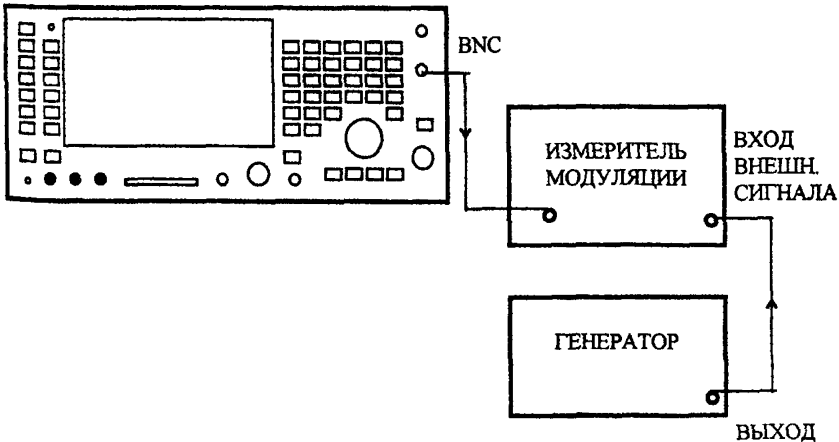 BNC
ИЗМЕРИТЕЛЬ
МОДУЛЯЦИИ
ВХОД
ВНЕШН.
СИГНАЛА
ГЕНЕРАТОР
ВЫХОД